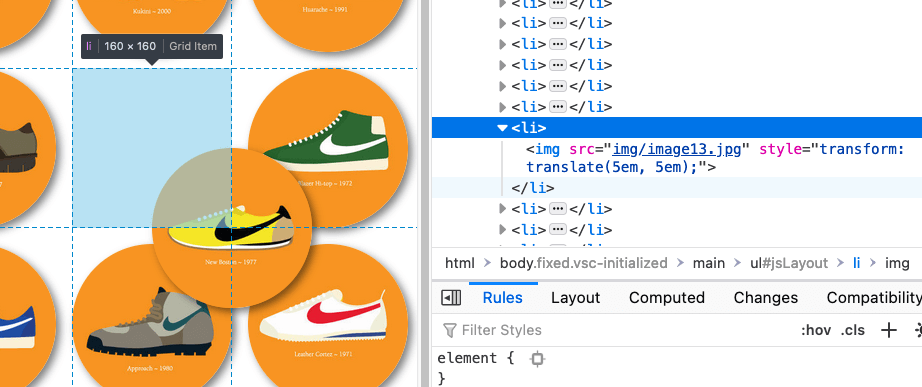 Kukini – 2000
Huarache – 1991
li 160 × 160 Grid Item
Blazer Hi-top – 1972
New Boston – 1977
Approach – 1980
Leather Cortez – 1972
<li> ••• </li>
<li> ••• </li>
<li> ••• </li>
<li> ••• </li>
<li> ••• </li>
<li> ••• </li>
<li>
<img src="img/image13.jpg" style="transform:
translate(5em, 5em);">
</li>
<li> ••• </li>
<li> ••• </li>
<li> ••• </li>
html > body.fixed.vsc-initialized > main > ul#jsLayout > li > img
Rules Layout Computed Changes Compatibility
Filter Styles :hov .cls +
element {
}